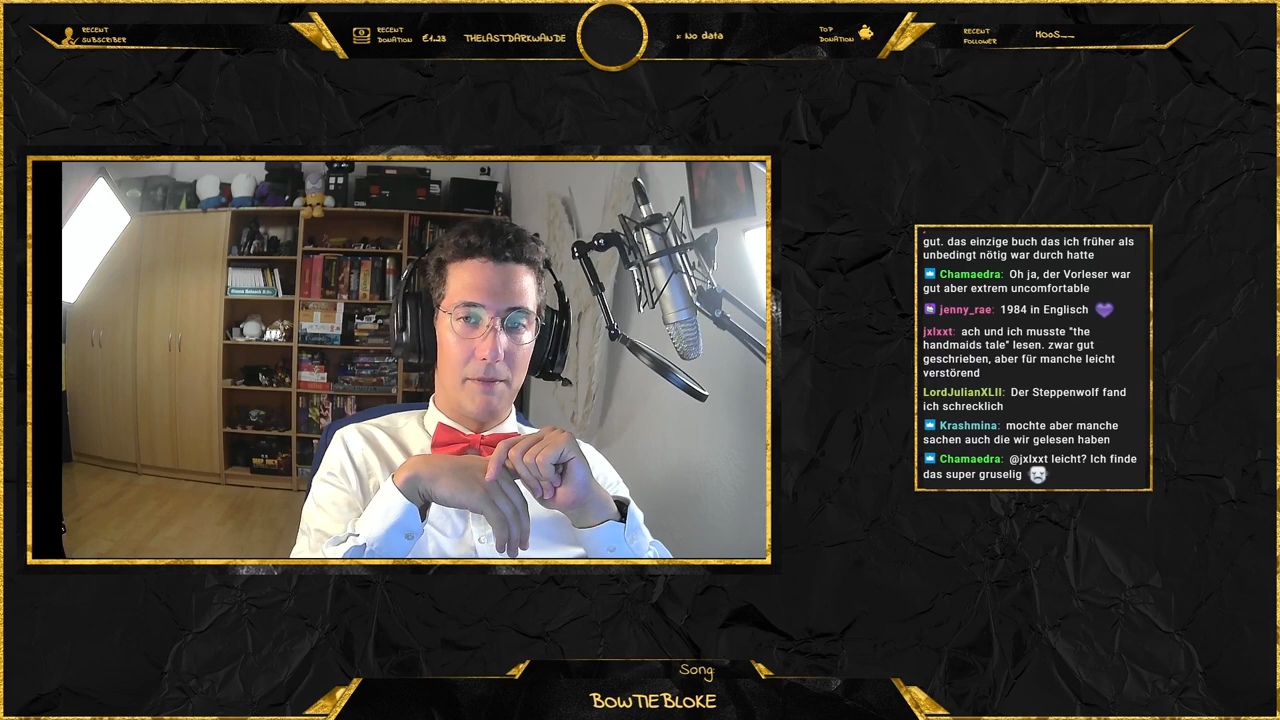 RECENT
SUBSCRIBER
RECENT
DONATION
£1.23
THELASTDARKWANDE
: No data
TOP
DONATION
RECENT
FOLLOWER
MOOS__
gut. das einzige buch das ich früher als
unbedingt nötig war durch hatte
Chamaedra: Oh ja, der Vorleser war
gut aber extrem uncomfortable
jenny_rae: 1984 in Englisch
jxlxxt: ach und ich musste "the
handmaids tale" lesen. zwar gut
geschrieben, aber für manche leicht
verstörend
LordJulianXLII: Der Steppenwolf fand
ich schrecklich
Krashmina: mochte aber manche
sachen auch die wir gelesen haben
Chamaedra: @jxlxxt leicht? Ich finde
das super gruselig
Song
BOWTIEBLOKE